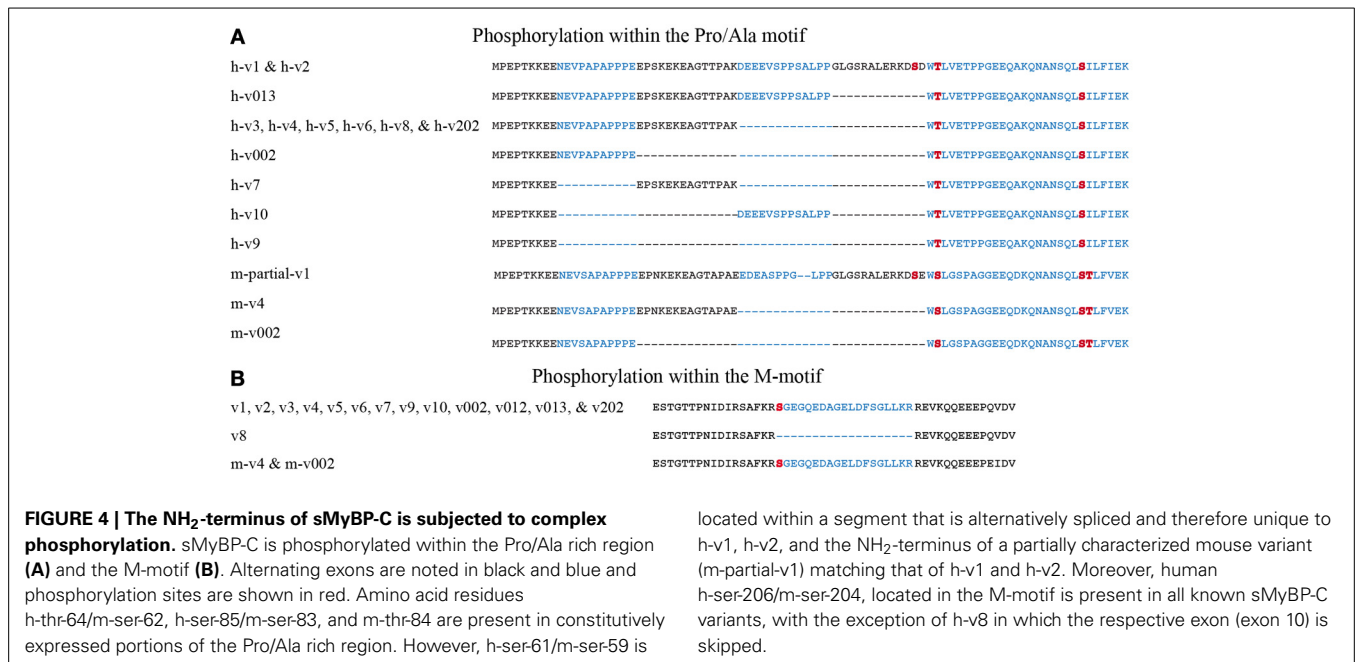 A
Phosphorylation within the Pro/Ala motif
h-v1 & h-v2 MPEPTKKEENEVPAPAPPPEEPSKEKEAGTTPAKDEEEVSPPSALPPGLGSRALERKDSDWTLVETPPGEEQAKQNANSQLSILFIEK
h-v013 MPEPTKKEENEVPAPAPPPEEPSKEKEAGTTPAKDEEEVSPPSALPP-------------WTLVETPPGEEQAKQNANSQLSILFIEK
h-v3, h-v4, h-v5, h-v6, h-v8, & h-v202 MPEPTKKEENEVPAPAPPPEEPSKEKEAGTTPAK--------------------------WTLVETPPGEEQAKQNANSQLSILFIEK
h-v002 MPEPTKKEENEVPAPAPPPE----------------------------------------WTLVETPPGEEQAKQNANSQLSILFIEK
h-v7 MPEPTKKEE-----------EPSKEKEAGTTPAK--------------------------WTLVETPPGEEQAKQNANSQLSILFIEK
h-v10 MPEPTKKEE-------------------------DEEEVSPPSALPP-------------WTLVETPPGEEQAKQNANSQLSILFIEK
h-v9 MPEPTKKEE---------------------------------------------------WTLVETPPGEEQAKQNANSQLSILFIEK
m-partial-v1 MPEPTKKEENEVSAPAPPPEEPNKEKEAGTAPAEEDEASPPG--LPPGLGSRALERKDSEWSLGSPAGGEEQDKQNANSQLSTLFVEK
m-v4 MPEPTKKEENEVSAPAPPPEEPNKEKEAGTAPAE--------------------------WSLGSPAGGEEQDKQNANSQLSTLFVEK
m-v002 MPEPTKKEENEVSAPAPPPE----------------------------------------WSLGSPAGGEEQDKQNANSQLSTLFVEK
B
Phosphorylation within the M-motif
v1, v2, v3, v4, v5, v6, v7, v9, v10, v002, v012, v013, & v202 ESTGTTPNIDIRSAFKRSGEGQEDAGELDFSGLLKRREVKQQEEEPQVDV
v8 ESTGTTPNIDIRSAFKR-------------------REVKQQEEEPQVDV
m-v4 & m-v002 ESTGTTPNIDIRSAFKRSGEGQEDAGELDFSGLLKRREVKQQEEEPEIDV
FIGURE 4 | The NH2-terminus of sMyBP-C is subjected to complex
phosphorylation. sMyBP-C is phosphorylated within the Pro/Ala rich region
(A) and the M-motif (B). Alternating exons are noted in black and blue and
phosphorylation sites are shown in red. Amino acid residues
h-thr-64/m-ser-62, h-ser-85/m-ser-83, and m-thr-84 are present in constitutively
expressed portions of the Pro/Ala rich region. However, h-ser-61/m-ser-59 is
located within a segment that is alternatively spliced and therefore unique to
h-v1, h-v2, and the NH2-terminus of a partially characterized mouse variant
(m-partial-v1) matching that of h-v1 and h-v2. Moreover, human
h-ser-206/m-ser-204, located in the M-motif is present in all known sMyBP-C
variants, with the exception of h-v8 in which the respective exon (exon 10) is
skipped.